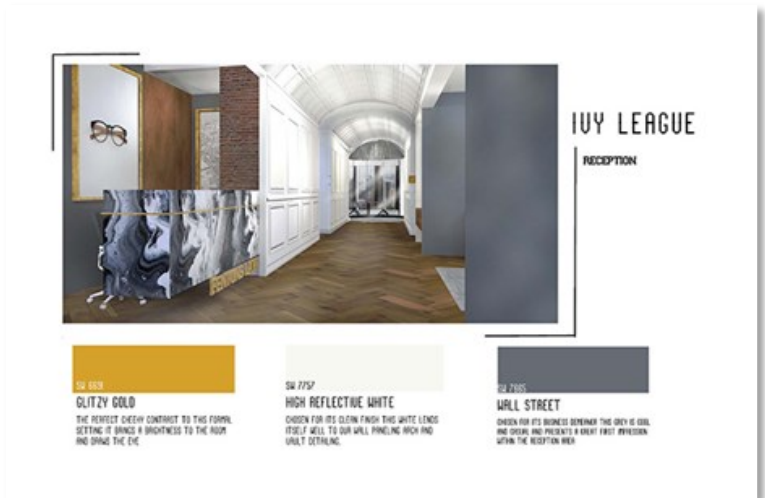 IVY LEAGUE
RECEPTION
SW 6691
GLITZY GOLD
THE PERFECT CHEEKY CONTRAST TO THIS FORMAL
SETTING IT BRINGS A BRIGHTNESS TO THE ROOM
AND DRAWS THE EYE
SW 7757
HIGH REFLECTIVE WHITE
CHOSEN FOR ITS CLEAN FINISH THIS WHITE LENDS
ITSELF WELL TO OUR WALL PANELING ARCH AND
VAULT DETAILING.
SW 7665
WALL STREET
CHOSEN FOR ITS BUSINESS DEMEANOR THIS GREY IS COOL
AND CASUAL AND PRESENTS A GREAT FIRST IMPRESSION
WITHIN THE RECEPTION AREA